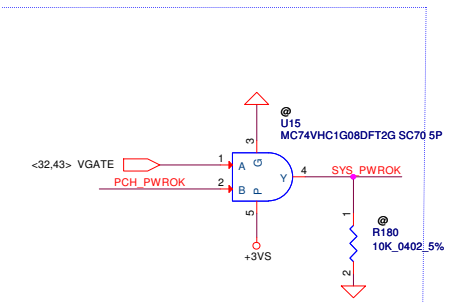 @
U15
MC74VHC1G08DFT2G SC70 5P
3
<32,43> VGATE
1
A
G
PCH_PWROK
2
B
P
Y
4
SYS_PWROK
5
+3VS
1
@
R180
10K_0402_5%
2